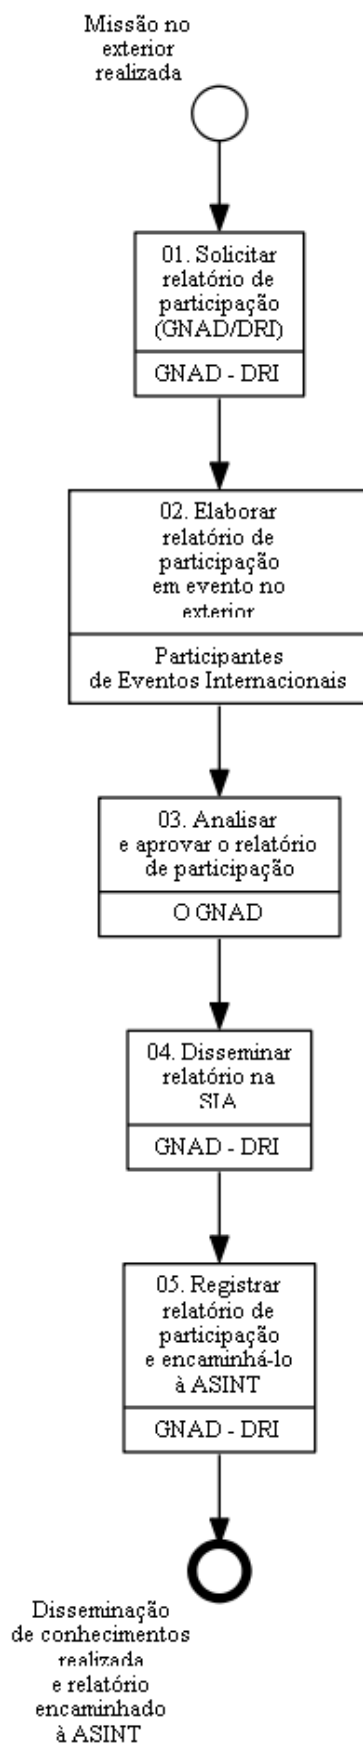 Missão no
exterior
realizada
01. Solicitar
relatório de
participação
(GNAD/DRI)
GNAD - DRI
02. Elaborar
relatório de
participação
em evento no
exterior
Participantes
de Eventos Internacionais
03. Analisar
e aprovar o relatório
de participação
O GNAD
04. Disseminar
relatório na
SIA
GNAD - DRI
05. Registrar
relatório de
participação
e encaminhá-lo
à ASINT
GNAD - DRI
Disseminação
de conhecimentos
realizada
e relatório
encaminhado
à ASINT